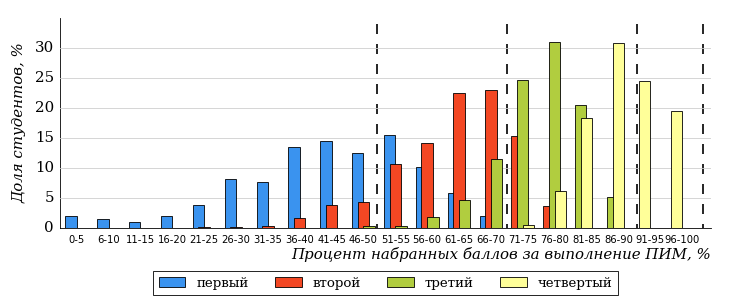 Доля студентов, %
30
25
20
15
10
5
0
0-5 6-10 11-15 16-20 21-25 26-30 31-35 36-40 41-45 46-50 51-55 56-60 61-65 66-70 71-75 76-80 81-85 86-90 91-95 96-100
Процент набранных баллов за выполнение ПИМ, %
первый второй третий четвертый